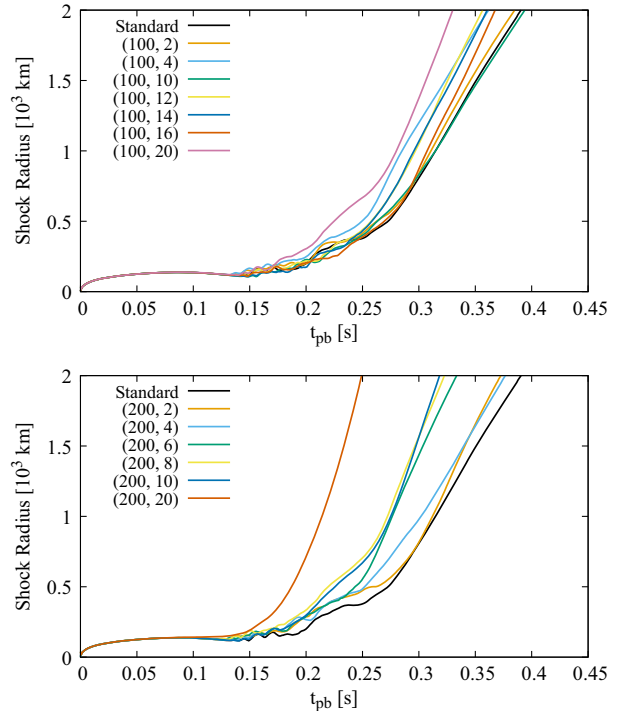 2
1.5
1
0.5
0
Shock Radius [10³ km]
Standard
(100, 2)
(100, 4)
(100, 10)
(100, 12)
(100, 14)
(100, 16)
(100, 20)
0 0.05 0.1 0.15 0.2 0.25 0.3 0.35 0.4 0.45
t_pb [s]
2
1.5
1
0.5
0
Shock Radius [10³ km]
Standard
(200, 2)
(200, 4)
(200, 6)
(200, 8)
(200, 10)
(200, 20)
0 0.05 0.1 0.15 0.2 0.25 0.3 0.35 0.4 0.45
t_pb [s]